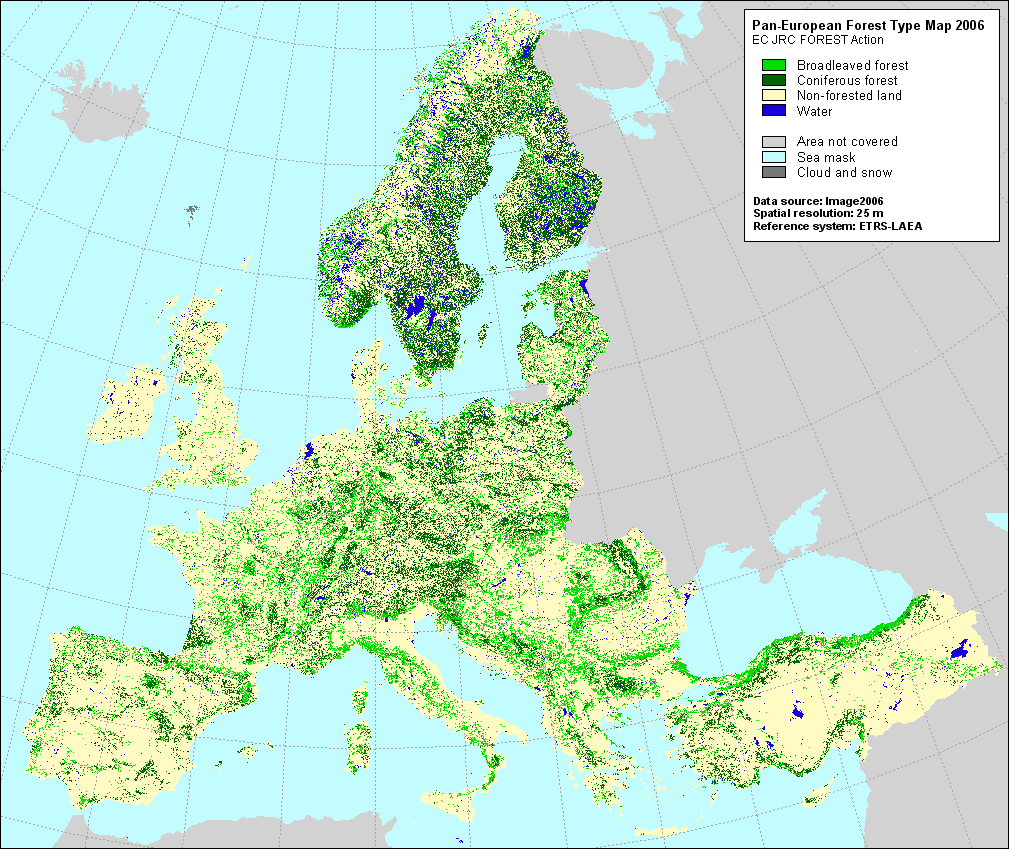 Pan-European Forest Type Map 2006
EC JRC FOREST Action
Broadleaved forest
Coniferous forest
Non-forested land
Water
Area not covered
Sea mask
Cloud and snow
Data source: Image2006
Spatial resolution: 25 m
Reference system: ETRS-LAEA